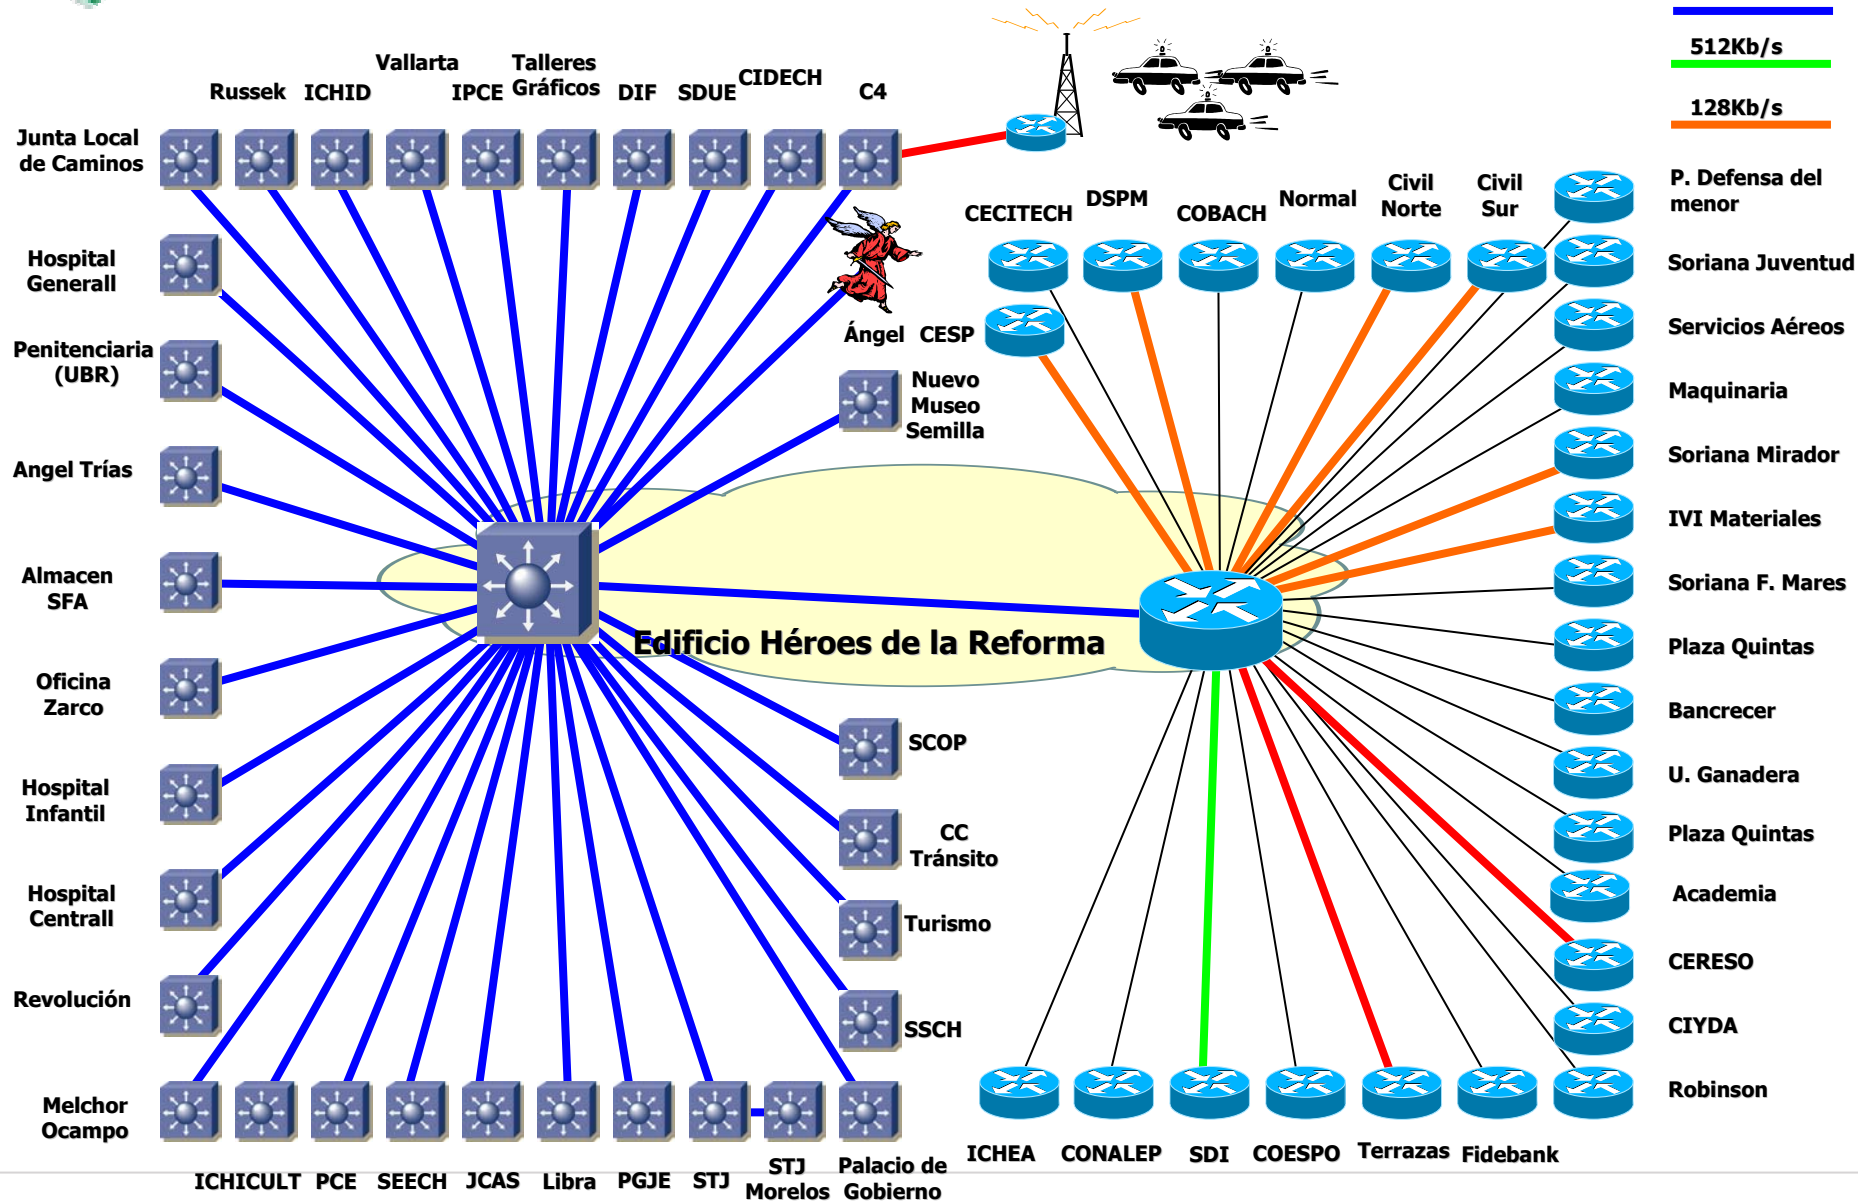 512Kb/s
128Kb/s
Vallarta
Talleres
Gráficos
Russek
ICHID
IPCE
DIF
SDUE
CIDECH
C4
Junta Local
de Caminos
Hospital
Generall
Penitenciaria
(UBR)
Angel Trías
Almacen
SFA
Oficina
Zarco
Hospital
Infantil
Hospital
Centrall
Revolución
Melchor
Ocampo
ICHICULT
PCE
SEECH
JCAS
Libra
PGJE
STJ
STJ
Morelos
Palacio de
Gobierno
Ángel
CESP
Nuevo
Museo
Semilla
Edificio Héroes de la Reforma
SCOP
CC
Tránsito
Turismo
SSCH
CECITECH
DSPM
COBACH
Normal
Civil
Norte
Civil
Sur
P. Defensa del
menor
Soriana Juventud
Servicios Aéreos
Maquinaria
Soriana Mirador
IVI Materiales
Soriana F. Mares
Plaza Quintas
Bancrecer
U. Ganadera
Plaza Quintas
Academia
CERESO
CIYDA
Robinson
ICHEA
CONALEP
SDI
COESPO
Terrazas
Fidebank